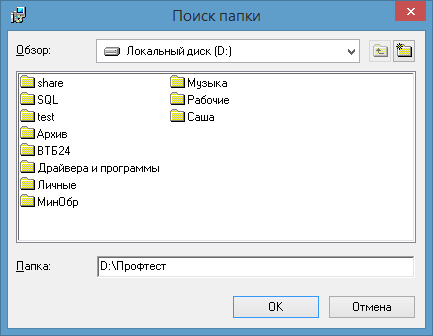 Поиск папки
Обзор:
Локальный диск (D:)
share
SQL
test
Архив
ВТБ24
Драйвера и программы
Личные
МинОбр
Музыка
Рабочие
Саша
Папка:
D:\Профтест
OK
Отмена